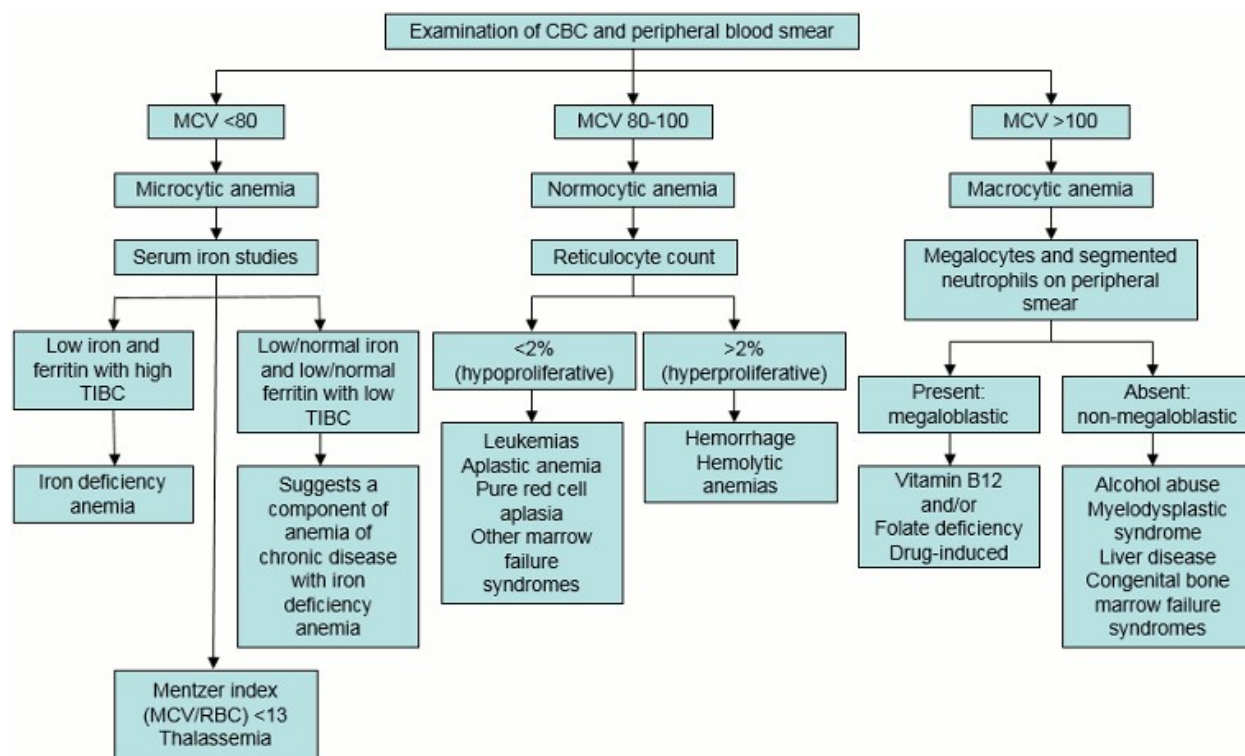 Examination of CBC and peripheral blood smear
MCV <80
MCV 80-100
MCV >100
Microcytic anemia
Normocytic anemia
Macrocytic anemia
Serum iron studies
Reticulocyte count
Megalocytes and segmented
neutrophils on peripheral
smear
Low iron and
ferritin with high
TIBC
Low/normal iron
and low/normal
ferritin with low
TIBC
<2%
(hypoproliferative)
>2%
(hyperproliferative)
Present:
megaloblastic
Absent:
non-megaloblastic
Iron deficiency
anemia
Suggests a
component of
anemia of
chronic disease
with iron
deficiency
anemia
Leukemias
Aplastic anemia
Pure red cell
aplasia
Other marrow
failure
syndromes
Hemorrhage
Hemolytic
anemias
Vitamin B12
and/or
Folate deficiency
Drug-induced
Alcohol abuse
Myelodysplastic
syndrome
Liver disease
Congenital bone
marrow failure
syndromes
Mentzer index
(MCV/RBC) <13
Thalassemia